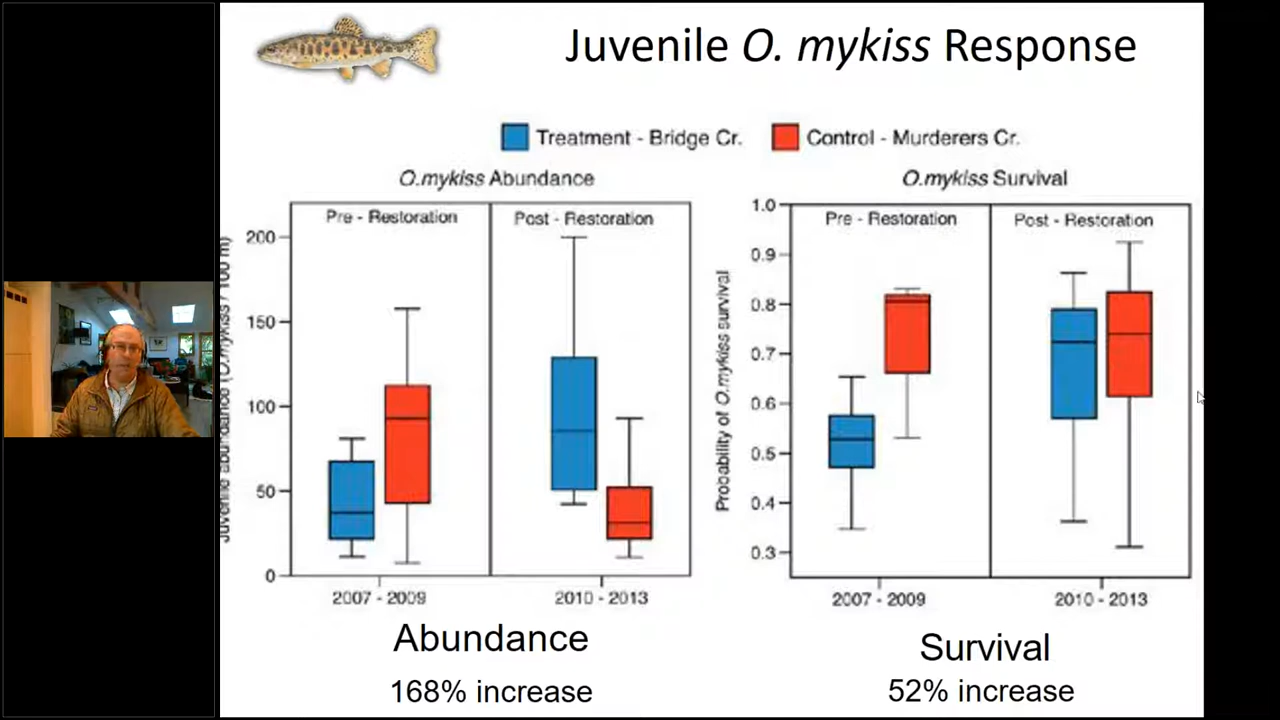 Juvenile O. mykiss Response
Treatment - Bridge Cr.
Control - Murderers Cr.
O.mykiss Abundance
Pre - Restoration
Post - Restoration
Juvenile abundance (O.mykiss / 100 m)
200
150
100
50
0
2007 - 2009
2010 - 2013
O.mykiss Survival
Pre - Restoration
Post - Restoration
Probability of O.mykiss survival
1.0
0.9
0.8
0.7
0.6
0.5
0.4
0.3
2007 - 2009
2010 - 2013
Abundance
168% increase
Survival
52% increase